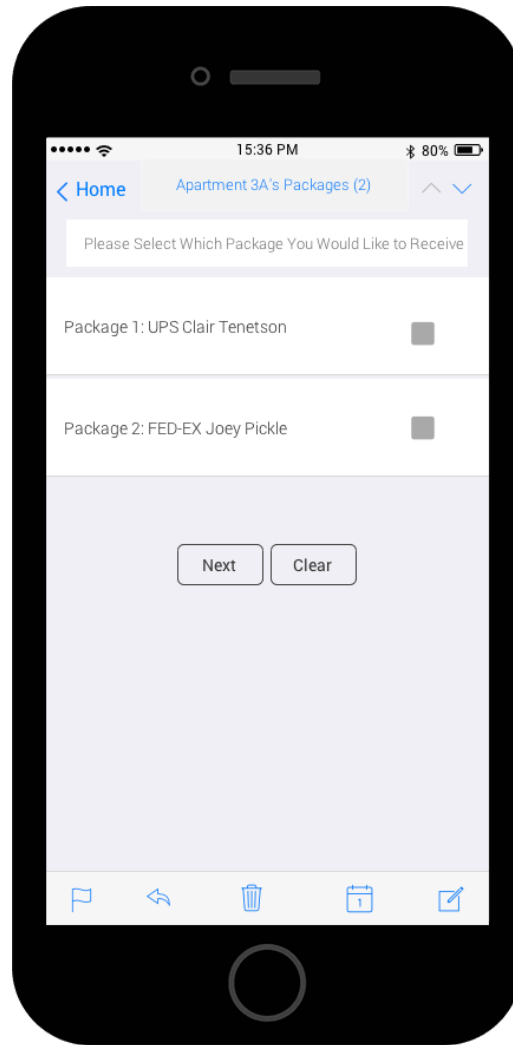 15:36 PM
80%
Home
Apartment 3A's Packages (2)
Please Select Which Package You Would Like to Receive
Package 1: UPS Clair Tenetson
Package 2: FED-EX Joey Pickle
Next
Clear
1